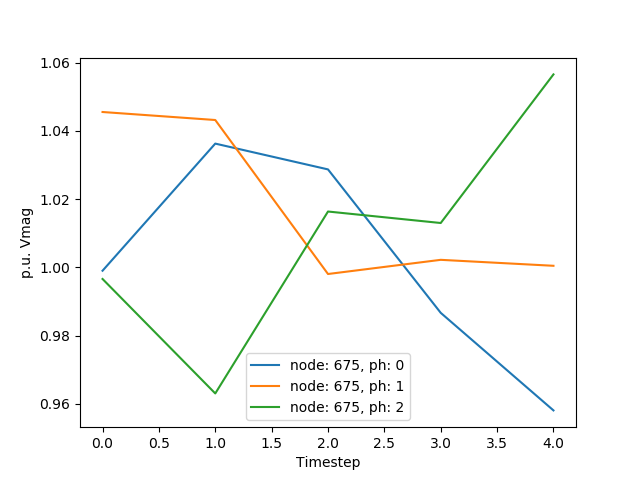 1.06
1.04
1.02
1.00
0.98
0.96
p.u. Vmag
node: 675, ph: 0
node: 675, ph: 1
node: 675, ph: 2
0.0 0.5 1.0 1.5 2.0 2.5 3.0 3.5 4.0
Timestep